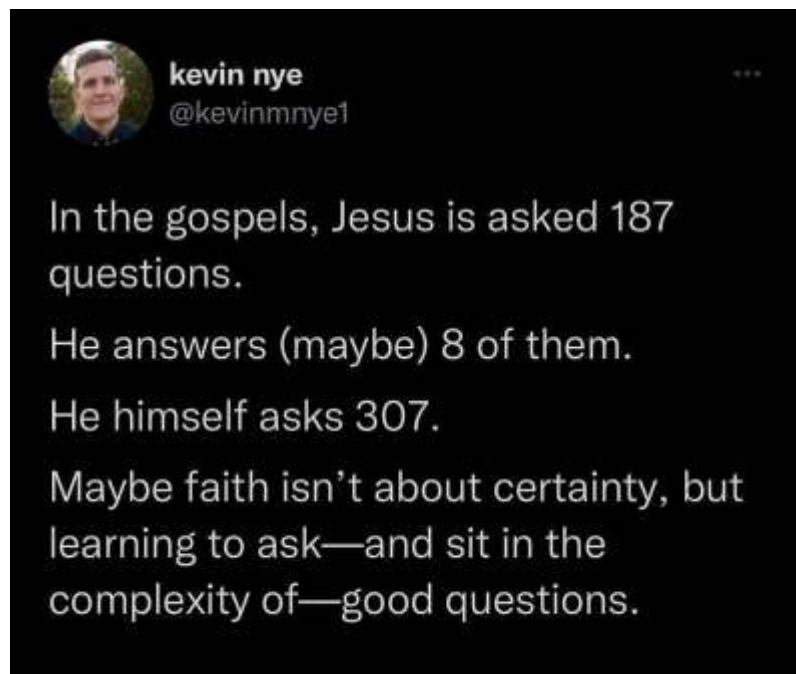 kevin nye
@kevinmnye1
In the gospels, Jesus is asked 187
questions.
He answers (maybe) 8 of them.
He himself asks 307.
Maybe faith isn’t about certainty, but
learning to ask—and sit in the
complexity of—good questions.